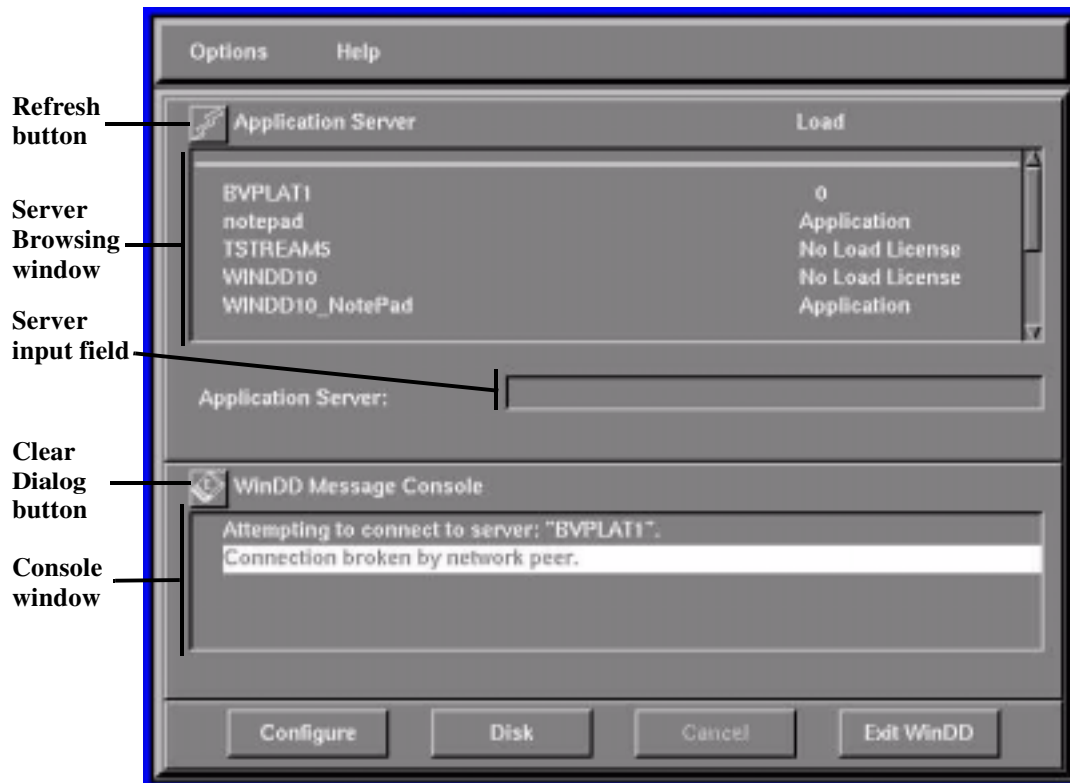 Options Help
Refresh
button
Application Server Load
Server
Browsing
window
BVPLAT1 0
notepad Application
TSTREAM5 No Load License
WINDD10 No Load License
WINDD10_NotePad Application
Server
input field
Application Server:
Clear
Dialog
button
WinDD Message Console
Attempting to connect to server: "BVPLAT1".
Connection broken by network peer.
Console
window
Configure Disk Cancel Exit WinDD